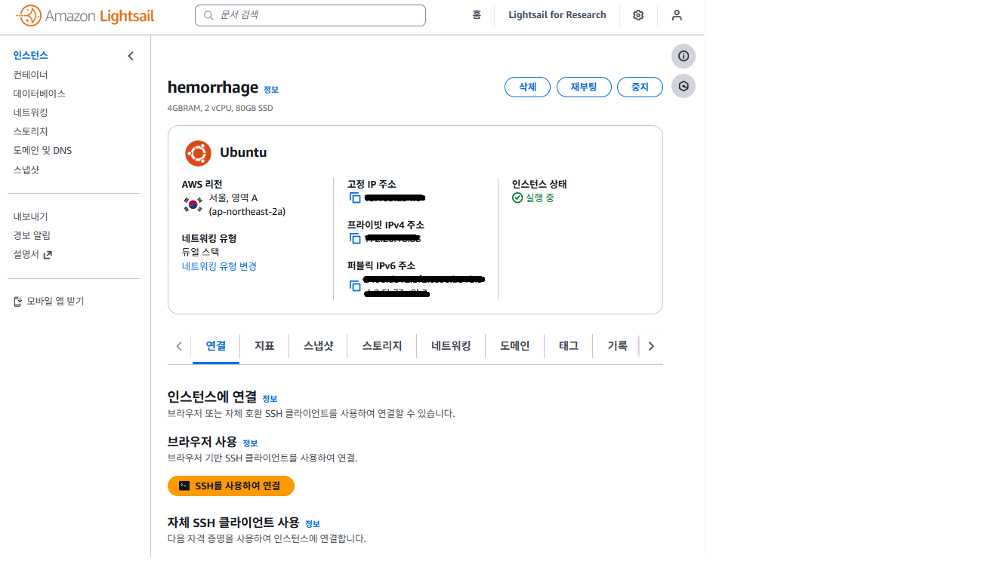 Amazon Lightsail
문서 검색
홈
Lightsail for Research
인스턴스
컨테이너
데이터베이스
네트워킹
스토리지
도메인 및 DNS
스냅샷
내보내기
경보 알림
설명서
모바일 앱 받기
hemorrhage 정보
삭제
재부팅
중지
4GBRAM, 2 vCPU, 80GB SSD
Ubuntu
AWS 리전
서울, 영역 A
(ap-northeast-2a)
네트워킹 유형
듀얼 스택
네트워킹 유형 변경
고정 IP 주소
프라이빗 IPv4 주소
퍼블릭 IPv6 주소
인스턴스 상태
실행 중
연결
지표
스냅샷
스토리지
네트워킹
도메인
태그
기록
인스턴스에 연결 정보
브라우저 또는 자체 호환 SSH 클라이언트를 사용하여 연결할 수 있습니다.
브라우저 사용 정보
브라우저 기반 SSH 클라이언트를 사용하여 연결.
SSH를 사용하여 연결
자체 SSH 클라이언트 사용 정보
다음 자격 증명을 사용하여 인스턴스에 연결합니다.